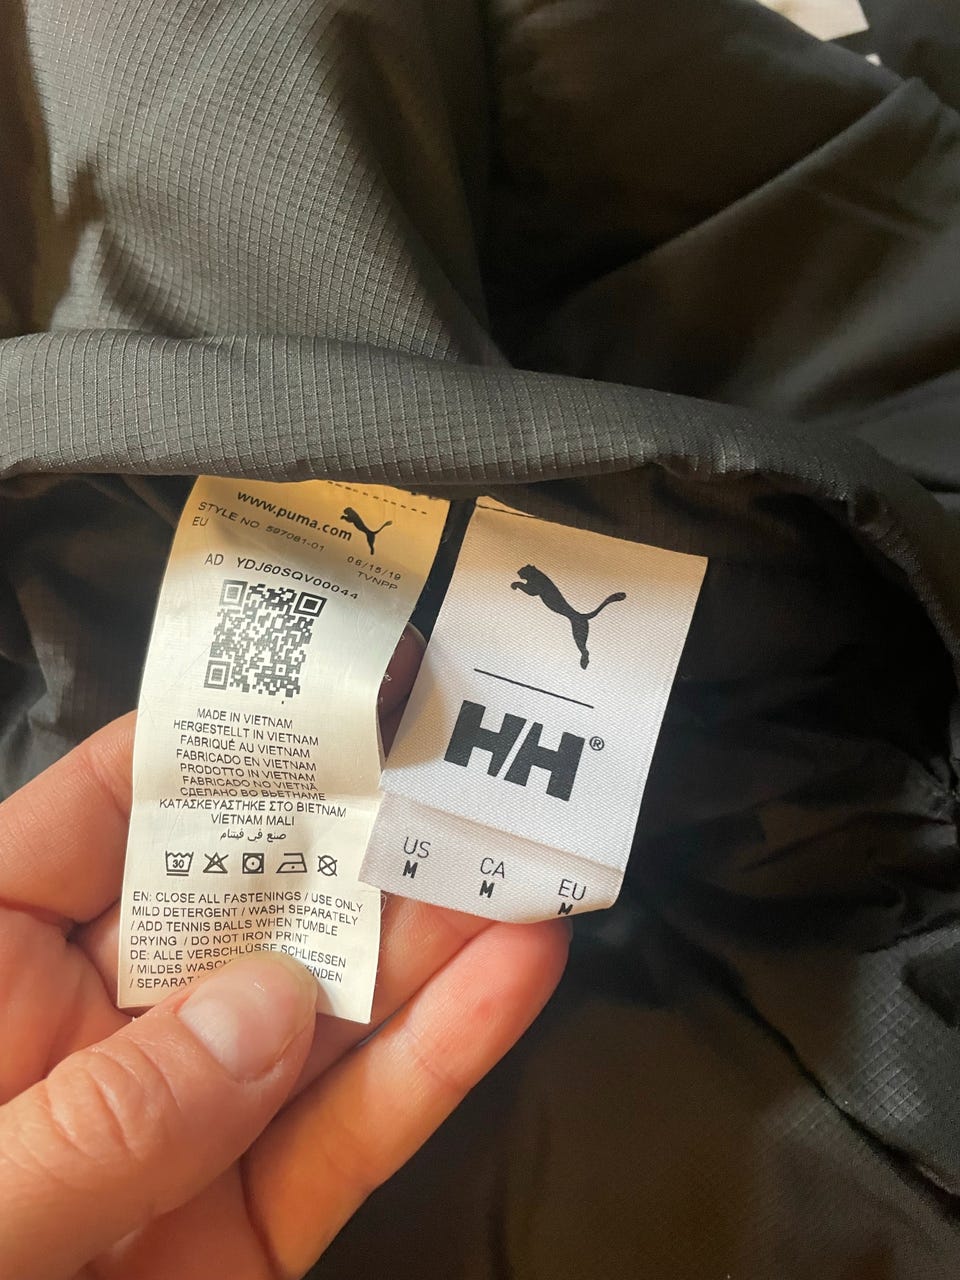 www.puma.com
STYLE NO 597081-01
EU
06/15/19
TVNPP
AD YDJ60SQV00044
MADE IN VIETNAM
HERGESTELLT IN VIETNAM
FABRIQUÉ AU VIETNAM
FABRICADO EN VIETNAM
PRODOTTO IN VIETNAM
FABRICADO NO VIETNÃ
СДЕЛАНО ВО ВЬЕТНАМЕ
ΚΑΤΑΣΚΕΥΑΣΤΗΚΕ ΣΤΟ ΒΙΕΤΝΑΜ
VİETNAM MALI
صنع في فيتنام
30
EN: CLOSE ALL FASTENINGS / USE ONLY
MILD DETERGENT / WASH SEPARATELY
/ ADD TENNIS BALLS WHEN TUMBLE
DRYING / DO NOT IRON PRINT
DE: ALLE VERSCHLÜSSE SCHLIESSEN
/ MILDES
/ SEPARAT
HH®
US
M
CA
M
EU
M